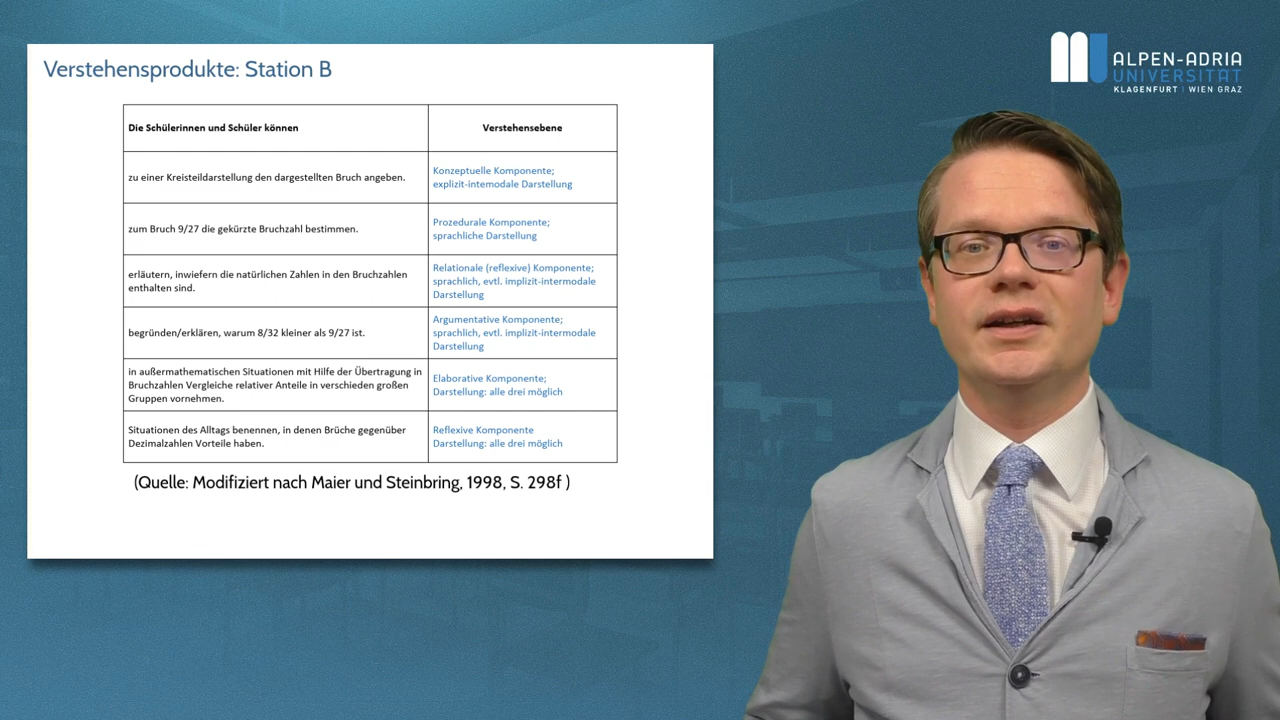 Verstehensprodukte: Station B
Die Schülerinnen und Schüler können
Verstehensebene
zu einer Kreisteildarstellung den dargestellten Bruch angeben.
Konzeptuelle Komponente;
explizit-intemodale Darstellung
zum Bruch 9/27 die gekürzte Bruchzahl bestimmen.
Prozedurale Komponente;
sprachliche Darstellung
erläutern, inwiefern die natürlichen Zahlen in den Bruchzahlen
enthalten sind.
Relationale (reflexive) Komponente;
sprachlich, evtl. implizit-intermodale
Darstellung
begründen/erklären, warum 8/32 kleiner als 9/27 ist.
Argumentative Komponente;
sprachlich, evtl. implizit-intermodale
Darstellung
in außermathematischen Situationen mit Hilfe der Übertragung in
Bruchzahlen Vergleiche relativer Anteile in verschieden großen
Gruppen vornehmen.
Elaborative Komponente;
Darstellung: alle drei möglich
Situationen des Alltags benennen, in denen Brüche gegenüber
Dezimalzahlen Vorteile haben.
Reflexive Komponente
Darstellung: alle drei möglich
(Quelle: Modifiziert nach Maier und Steinbring, 1998, S. 298f )
ALPEN-ADRIA
UNIVERSITÄT
KLAGENFURT | WIEN GRAZ